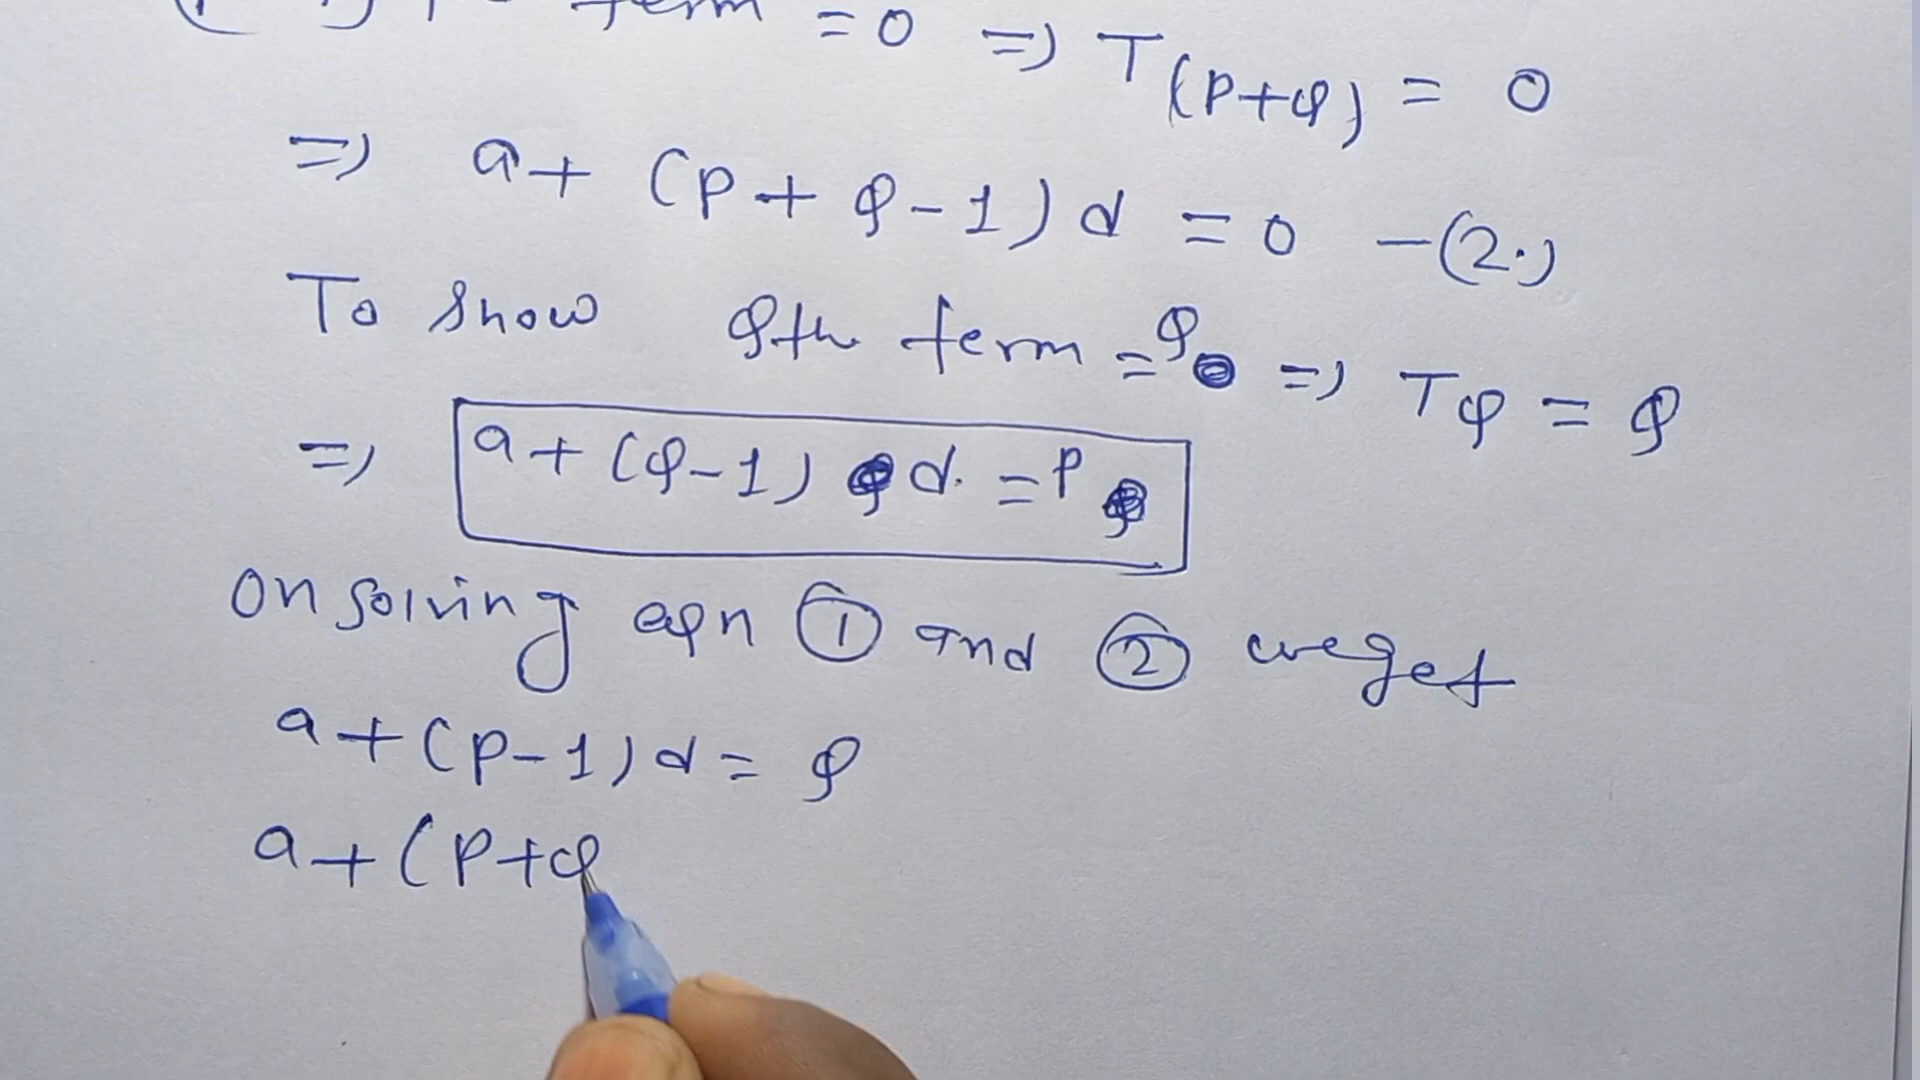 term = 0 => T(P+q) = 0
=> a + (P + q - 1) d = 0 - (2.)
To show qth term = q => Tq = q
=> a + (q - 1) d. = P
on solving eqn ① and ② we get
a + (P - 1) d = q
a + (P + q